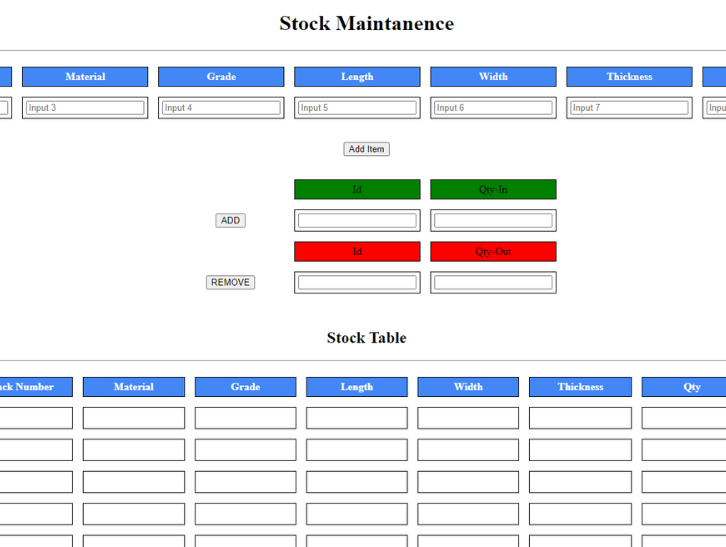 Stock Maintanence
Material Grade Length Width Thickness
Input 3 Input 4 Input 5 Input 6 Input 7 Inpu
Add Item
Id Qty-In
ADD
Id Qty-Out
REMOVE
Stock Table
ck Number Material Grade Length Width Thickness Qty